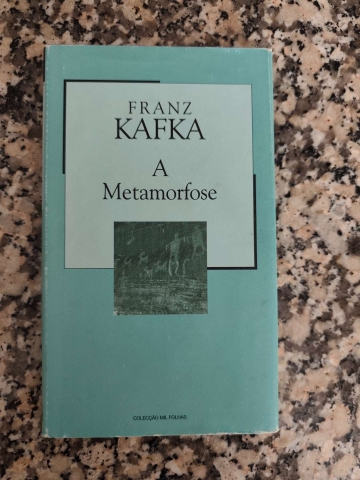 FRANZ
KAFKA
A
Metamorfose
COLECÇÃO MIL FOLHAS